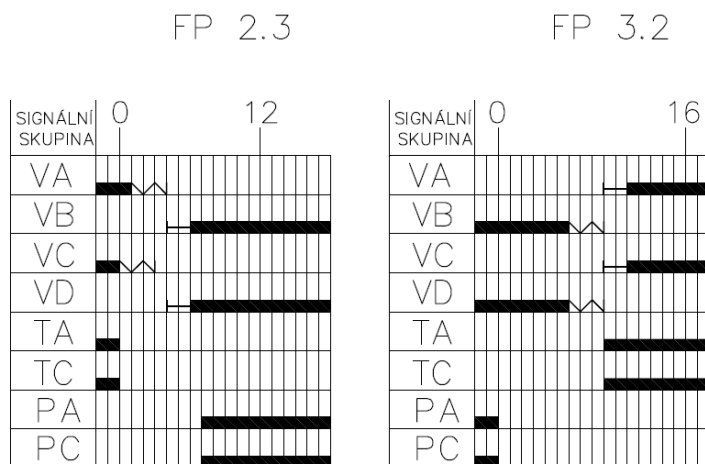 FP 2.3
FP 3.2
SIGNÁLNÍ
SKUPINA
0
12
VA
VB
VC
VD
TA
TC
PA
PC
SIGNÁLNÍ
SKUPINA
0
16
VA
VB
VC
VD
TA
TC
PA
PC